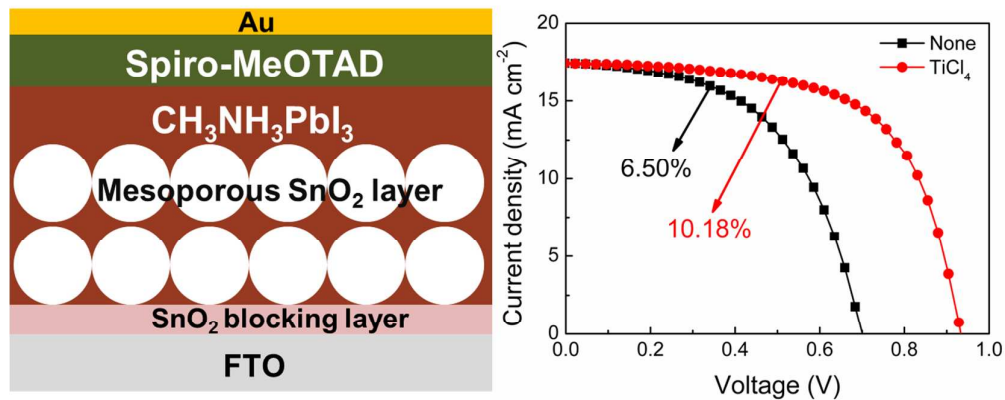 Au
Spiro-MeOTAD
CH₃NH₃PbI₃
Mesoporous SnO₂ layer
SnO₂ blocking layer
FTO
Current density (mA cm⁻²)
20
15
10
5
0
None
TiCl₄
6.50%
10.18%
0.0 0.2 0.4 0.6 0.8 1.0
Voltage (V)